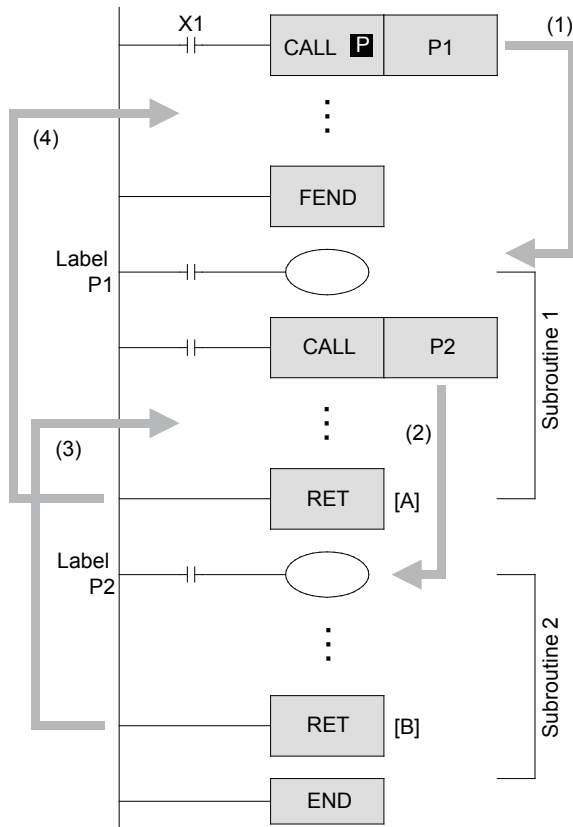 X1
CALL P P1
(1)
(4)
FEND
Label
P1
CALL P2
Subroutine 1
(3)
(2)
RET [A]
Label
P2
Subroutine 2
RET [B]
END